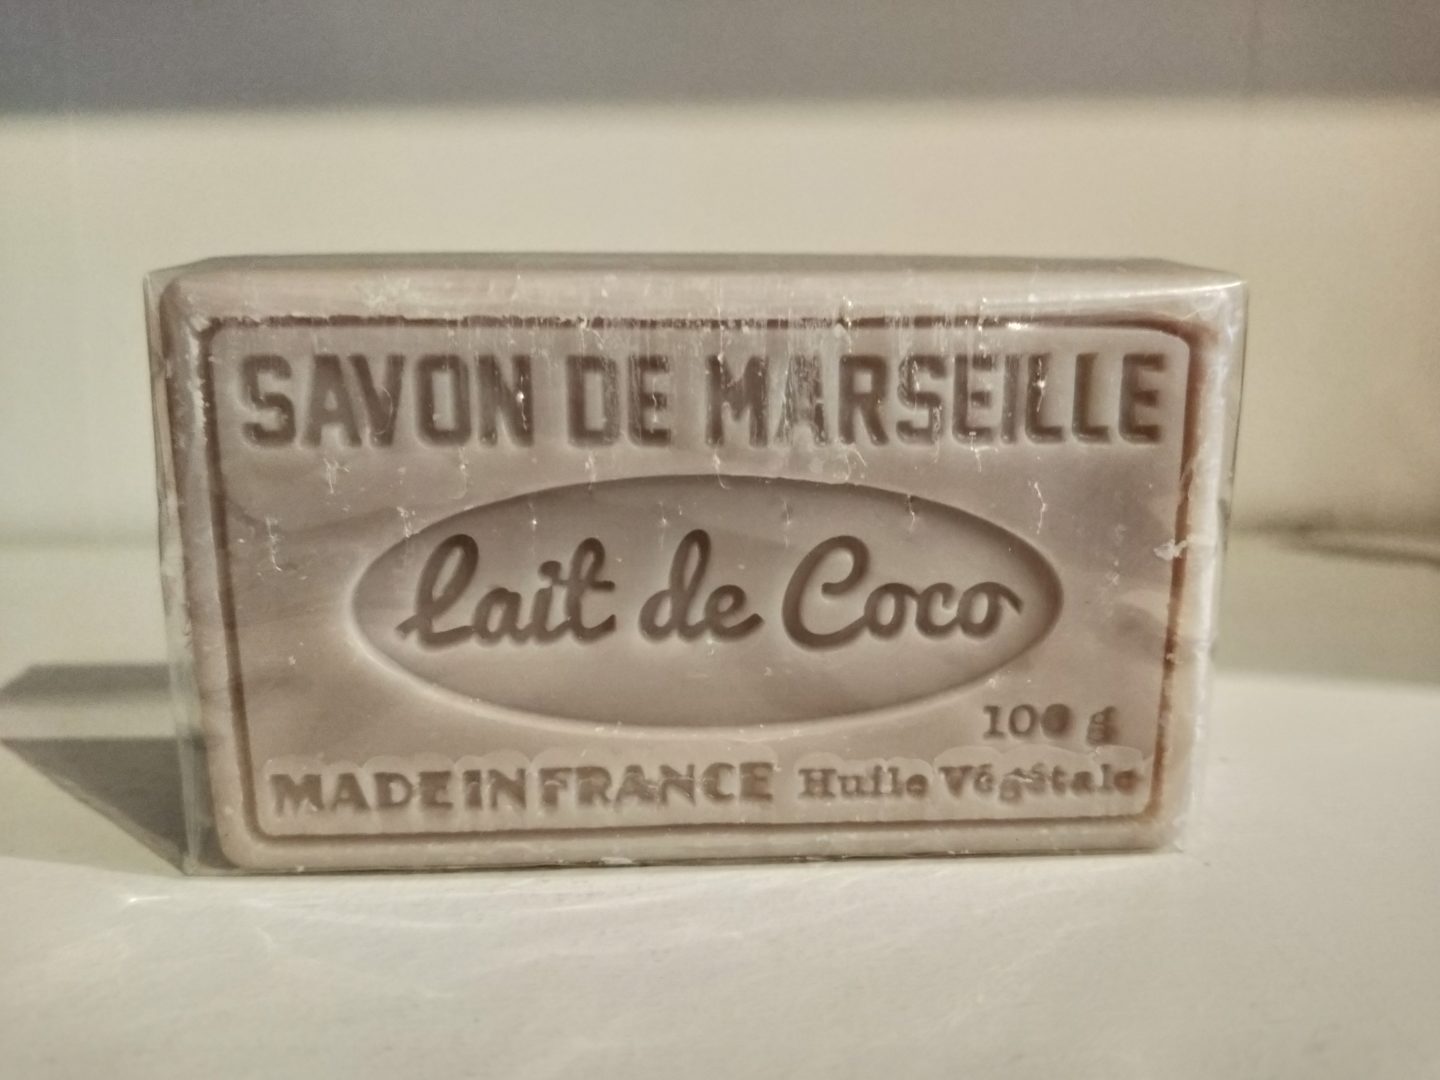 SAVON DE MARSEILLE
Lait de Coco
100 g
MADE IN FRANCE Huile Végétale